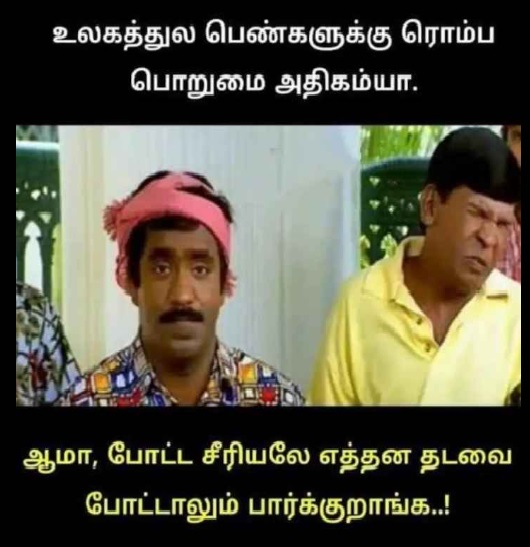 உலகத்துல பெண்களுக்கு ரொம்ப
பொறுமை அதிகம்யா.
ஆமா, போட்ட சீரியலே எத்தன தடவை
போட்டாலும் பார்க்குறாங்க..!